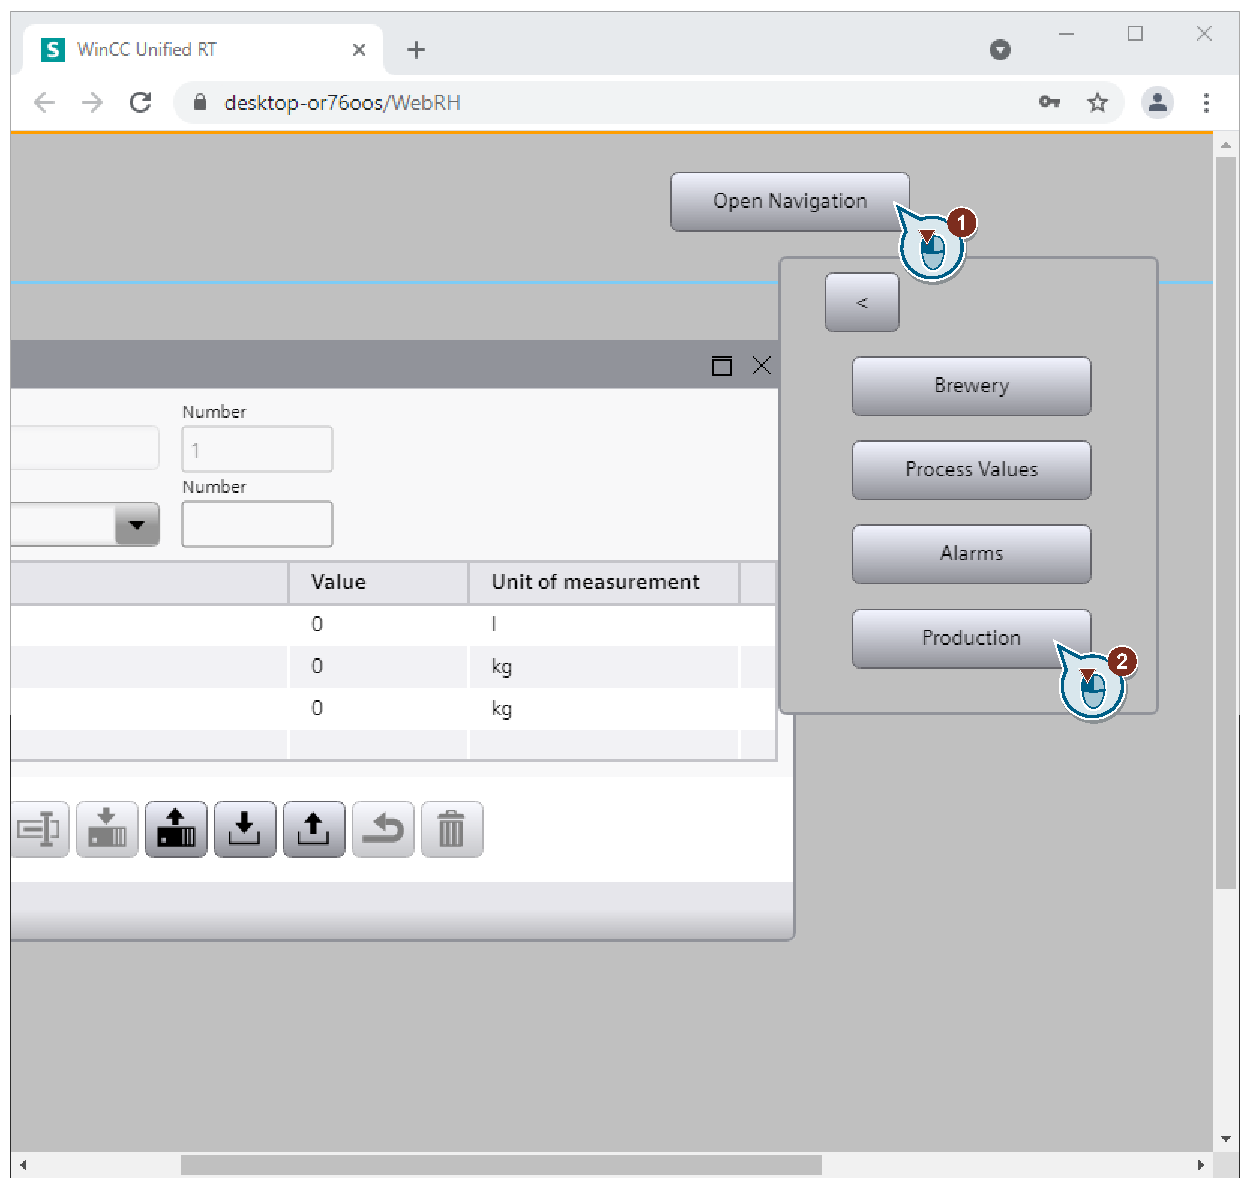 S WinCC Unified RT
desktop-or76oos/WebRH
Open Navigation
1
<
Brewery
Process Values
Alarms
Production
2
Number
1
Number
Value Unit of measurement
0 l
0 kg
0 kg